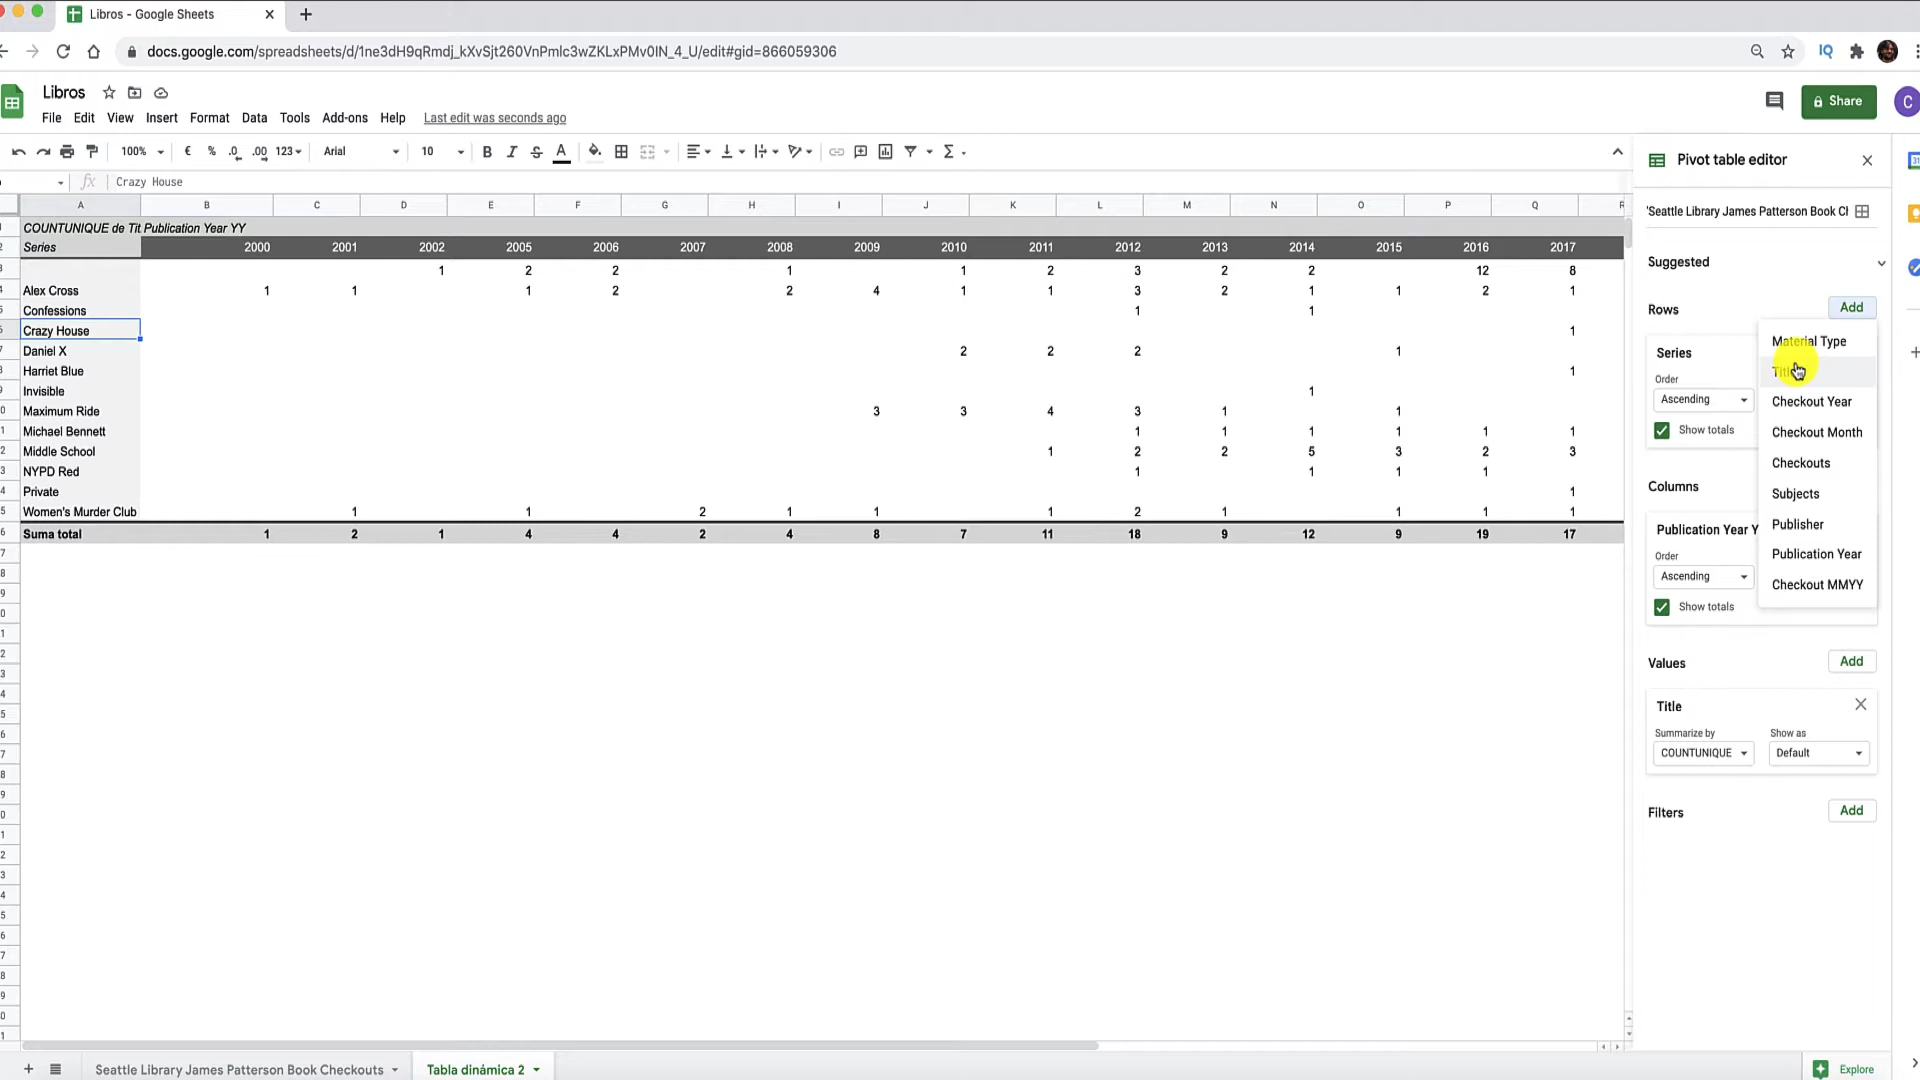 Libros - Google Sheets
docs.google.com/spreadsheets/d/1ne3dH9qRmdj_kXvSjt260VnPmlc3wZKLxPMv0IN_4_U/edit#gid=866059306
IQ
Libros
Share
C
File Edit View Insert Format Data Tools Add-ons Help Last edit was seconds ago
100% € % .0 .00 123 Arial 10 B I S A Σ
Pivot table editor
fx Crazy House
A B C D E F G H I J K L M N O P Q
'Seattle Library James Patterson Book Cl
COUNTUNIQUE de Tit Publication Year YY
Series 2000 2001 2002 2005 2006 2007 2008 2009 2010 2011 2012 2013 2014 2015 2016 2017
1 2 2 1 1 2 3 2 2 12 8
Alex Cross 1 1 1 2 2 4 1 1 3 2 1 1 2 1
Confessions 1 1
Crazy House 1
Daniel X 2 2 2 1
Harriet Blue 1
Invisible 1
Maximum Ride 3 3 4 3 1 1
Michael Bennett 1 1 1 1 1 1
Middle School 1 2 2 5 3 2 3
NYPD Red 1 1 1 1
Private 1
Women's Murder Club 1 1 2 1 1 1 2 1 1 1 1
Suma total 1 2 1 4 4 2 4 8 7 11 18 9 12 9 19 17
Suggested
Rows Add
Series
Order
Ascending
Show totals
Material Type
Checkout Year
Checkout Month
Checkouts
Subjects
Publisher
Publication Year
Checkout MMYY
Columns
Publication Year Y
Order
Ascending
Show totals
Values Add
Title
Summarize by Show as
COUNTUNIQUE Default
Filters Add
Seattle Library James Patterson Book Checkouts
Tabla dinámica 2
Explore